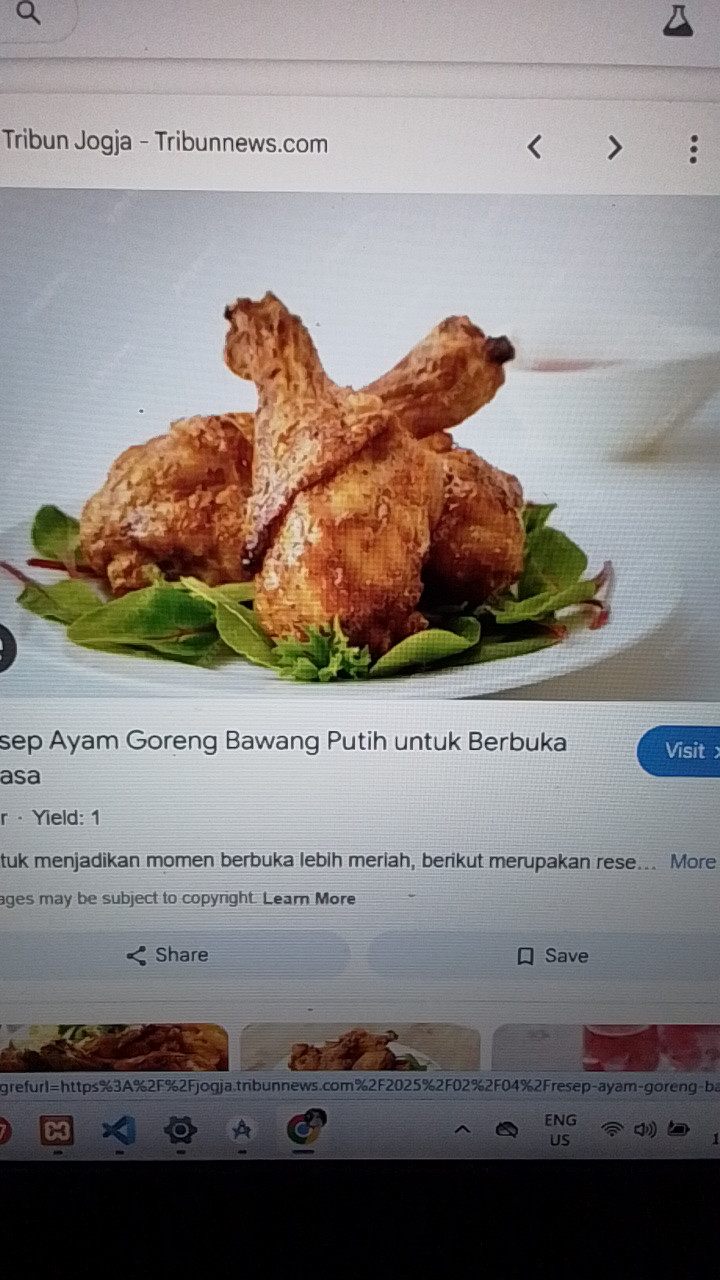 Tribun Jogja - Tribunnews.com
sep Ayam Goreng Bawang Putih untuk Berbuka
asa
r · Yield: 1
tuk menjadikan momen berbuka lebih meriah, berikut merupakan rese... More
ages may be subject to copyright. Learn More
Visit
Share
Save
grefurl=https%3A%2F%2Fjogja.tribunnews.com%2F2025%2F02%2F04%2Fresep-ayam-goreng-ba
ENG
US